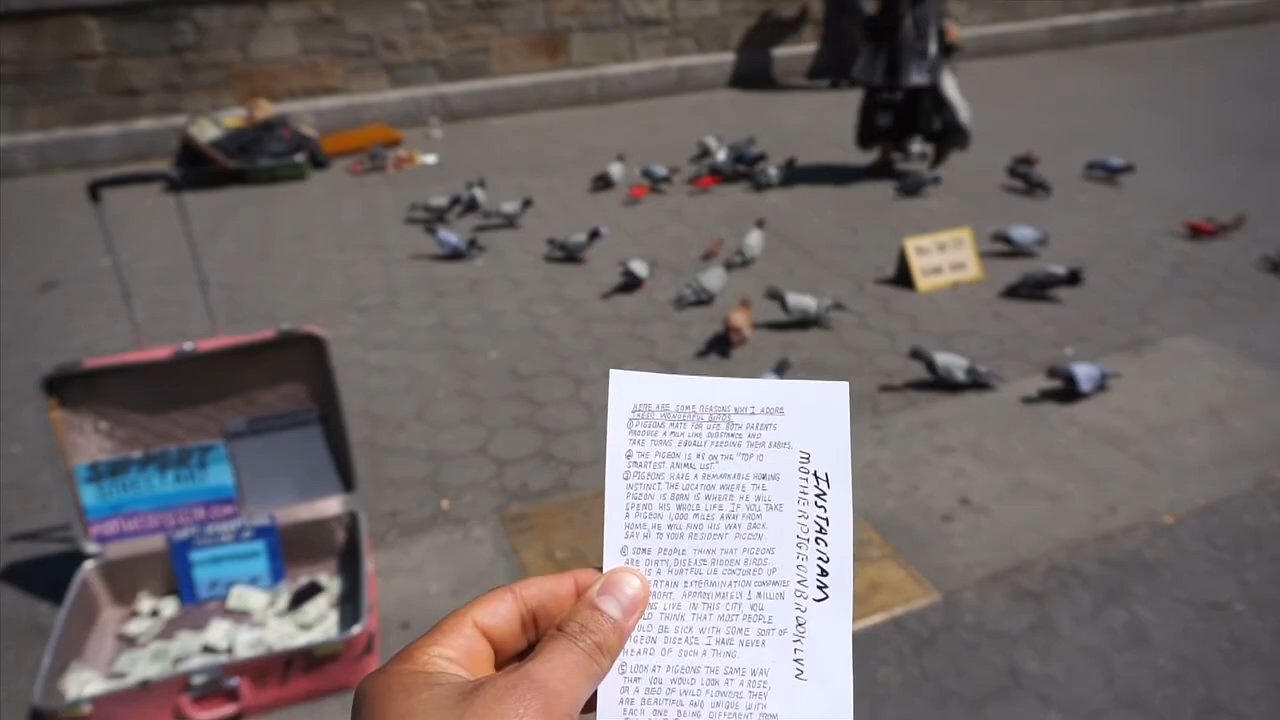 HERE ARE SOME REASONS WHY I ADORE
THESE WONDERFUL BIRDS.
① PIGEONS MATE FOR LIFE. BOTH PARENTS
PRODUCE A MILK LIKE SUBSTANCE AND
TAKE TURNS EQUALLY FEEDING THEIR BABIES.
② THE PIGEON IS #8 ON THE "TOP 10
SMARTEST ANIMAL LIST."
③ PIGEONS HAVE A REMARKABLE HOMING
INSTINCT. THE LOCATION WHERE THE
PIGEON IS BORN IS WHERE HE WILL
SPEND HIS WHOLE LIFE. IF YOU TAKE
A PIGEON 1,000 MILES AWAY FROM
HOME, HE WILL FIND HIS WAY BACK.
SAY HI TO YOUR RESIDENT PIGEON.
④ SOME PEOPLE THINK THAT PIGEONS
ARE DIRTY, DISEASE RIDDEN BIRDS.
IS A HURTFUL LIE CONJURED UP
CERTAIN EXTERMINATION COMPANIES
PROFIT. APPROXIMATELY 1 MILLION
NS LIVE IN THIS CITY, YOU
LD THINK THAT MOST PEOPLE
ULD BE SICK WITH SOME SORT OF
IGEON DISEASE. I HAVE NEVER
HEARD OF SUCH A THING.
⑤ LOOK AT PIGEONS THE SAME WAY
THAT YOU WOULD LOOK AT A ROSE,
OR A BED OF WILD FLOWERS. THEY
ARE BEAUTIFUL AND UNIQUE WITH
EACH ONE BEING DIFFERENT FROM
INSTAGRAM
MOTHERPIGEONBROOKLYN
SUPPORT